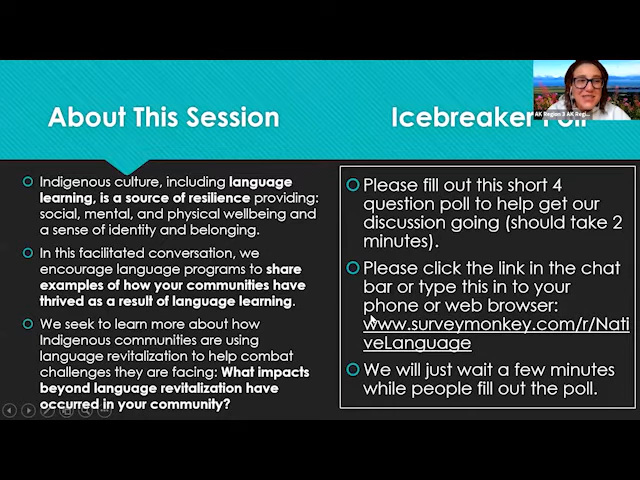 About This Session
Indigenous culture, including language
learning, is a source of resilience providing:
social, mental, and physical wellbeing and
a sense of identity and belonging.
In this facilitated conversation, we
encourage language programs to share
examples of how your communities have
thrived as a result of language learning.
We seek to learn more about how
Indigenous communities are using
language revitalization to help combat
challenges they are facing: What impacts
beyond language revitalization have
occurred in your community?
Icebreaker Poll
Please fill out this short 4
question poll to help get our
discussion going (should take 2
minutes).
Please click the link in the chat
bar or type this in to your
phone or web browser:
www.surveymonkey.com/r/Nati
veLanguage
We will just wait a few minutes
while people fill out the poll.
AK Region 3 AK Regi...